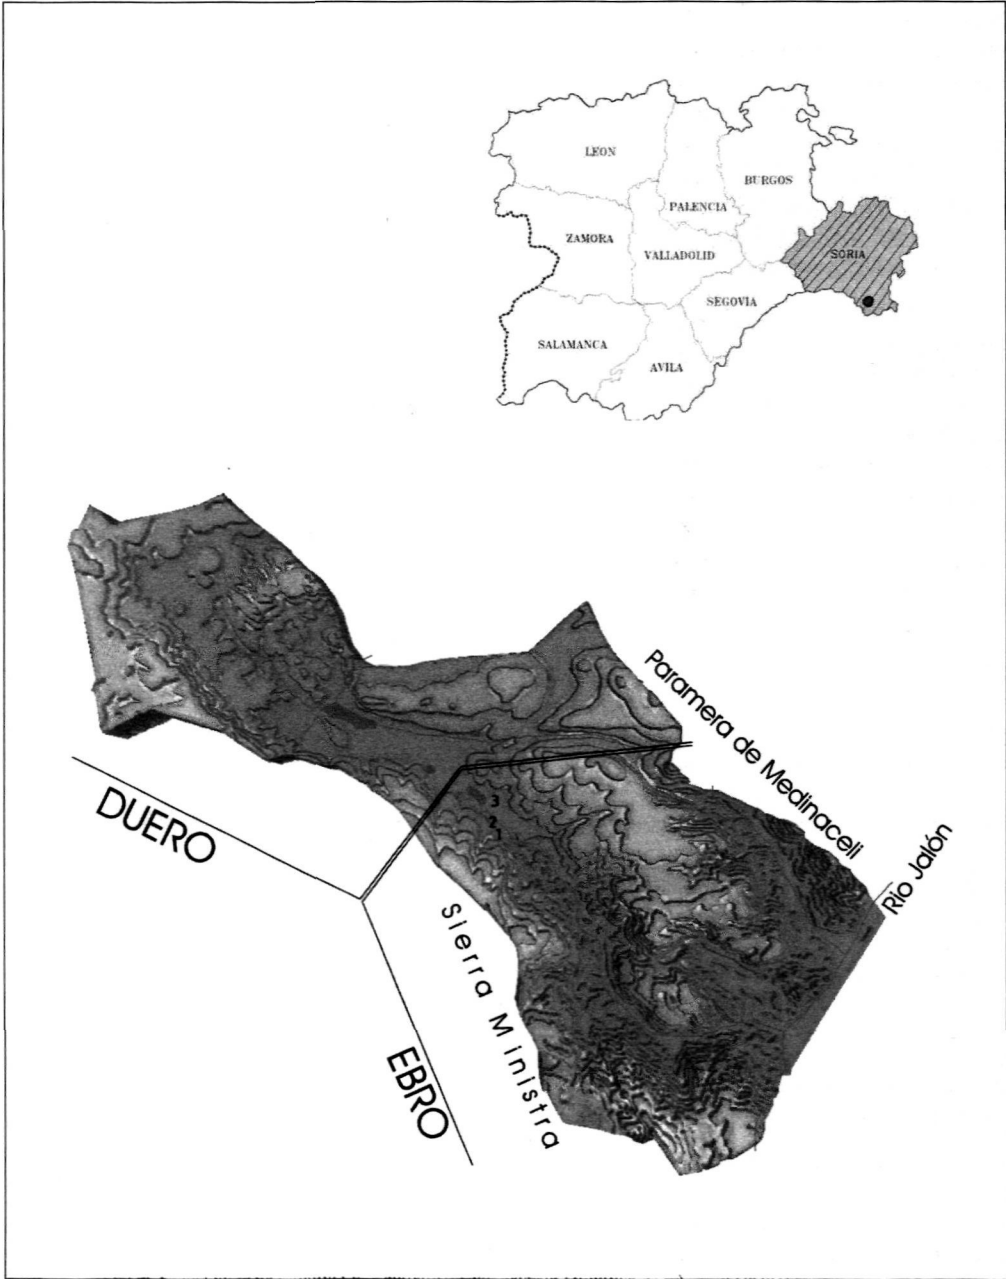 LEON
BURGOS
PALENCIA
ZAMORA
VALLADOLID
SORIA
SEGOVIA
SALAMANCA
AVILA
Paramera de Medinaceli
3
2
1
DUERO
Rio Jalón
Sierra Ministra
EBRO